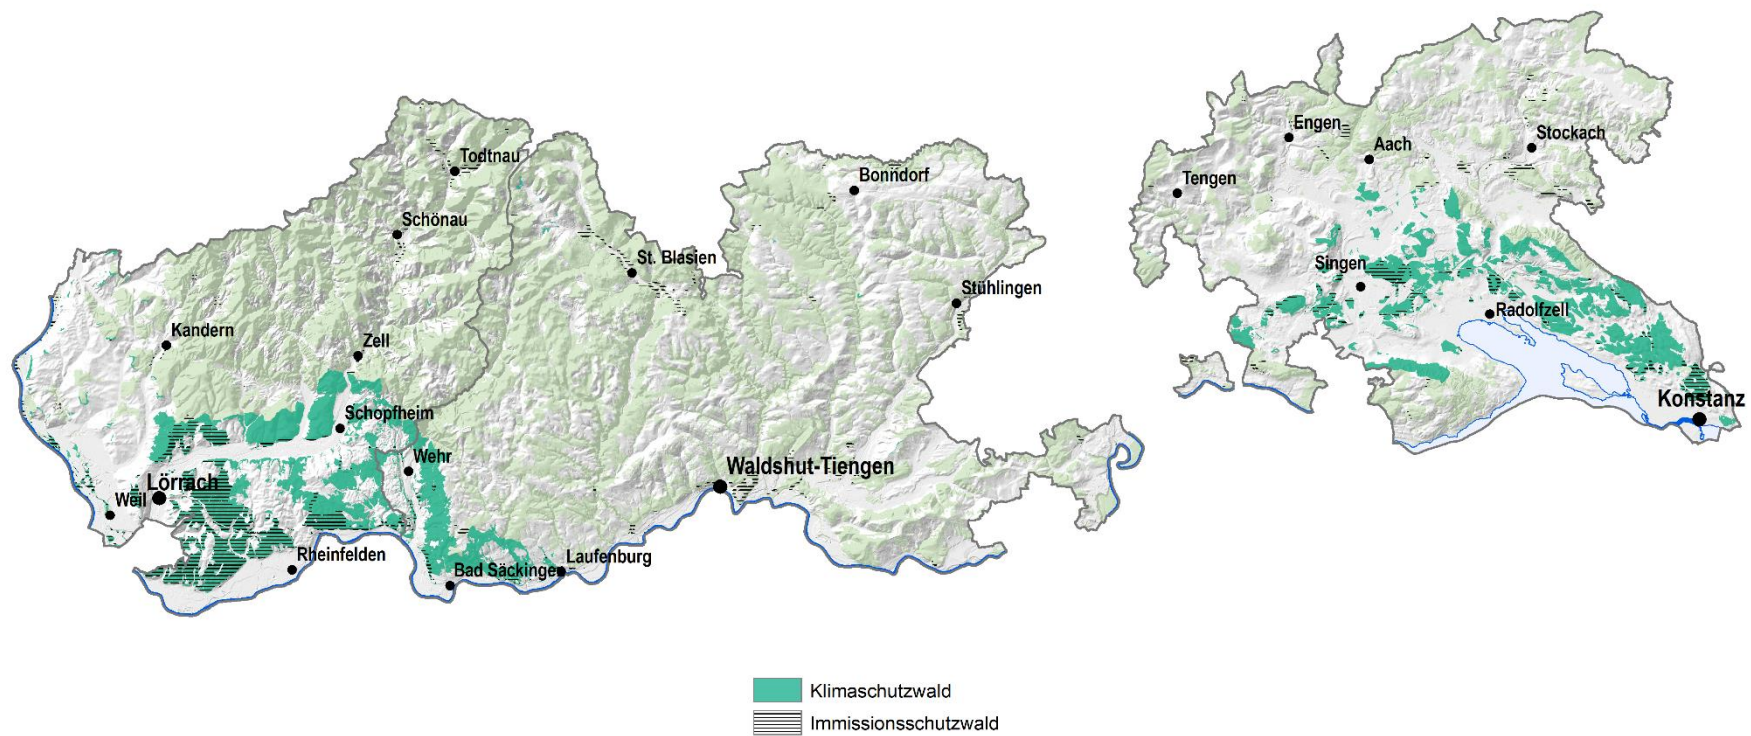 Engen
Stockach
Aach
Todtnau
Bonndorf
Tengen
Schönau
St. Blasien
Singen
Stühlingen
Radolfzell
Kandern
Zell
Konstanz
Schopfheim
Wehr
Waldshut-Tiengen
Lörrach
Weil
Rheinfelden
Laufenburg
Bad Säckingen
Klimaschutzwald
Immissionsschutzwald